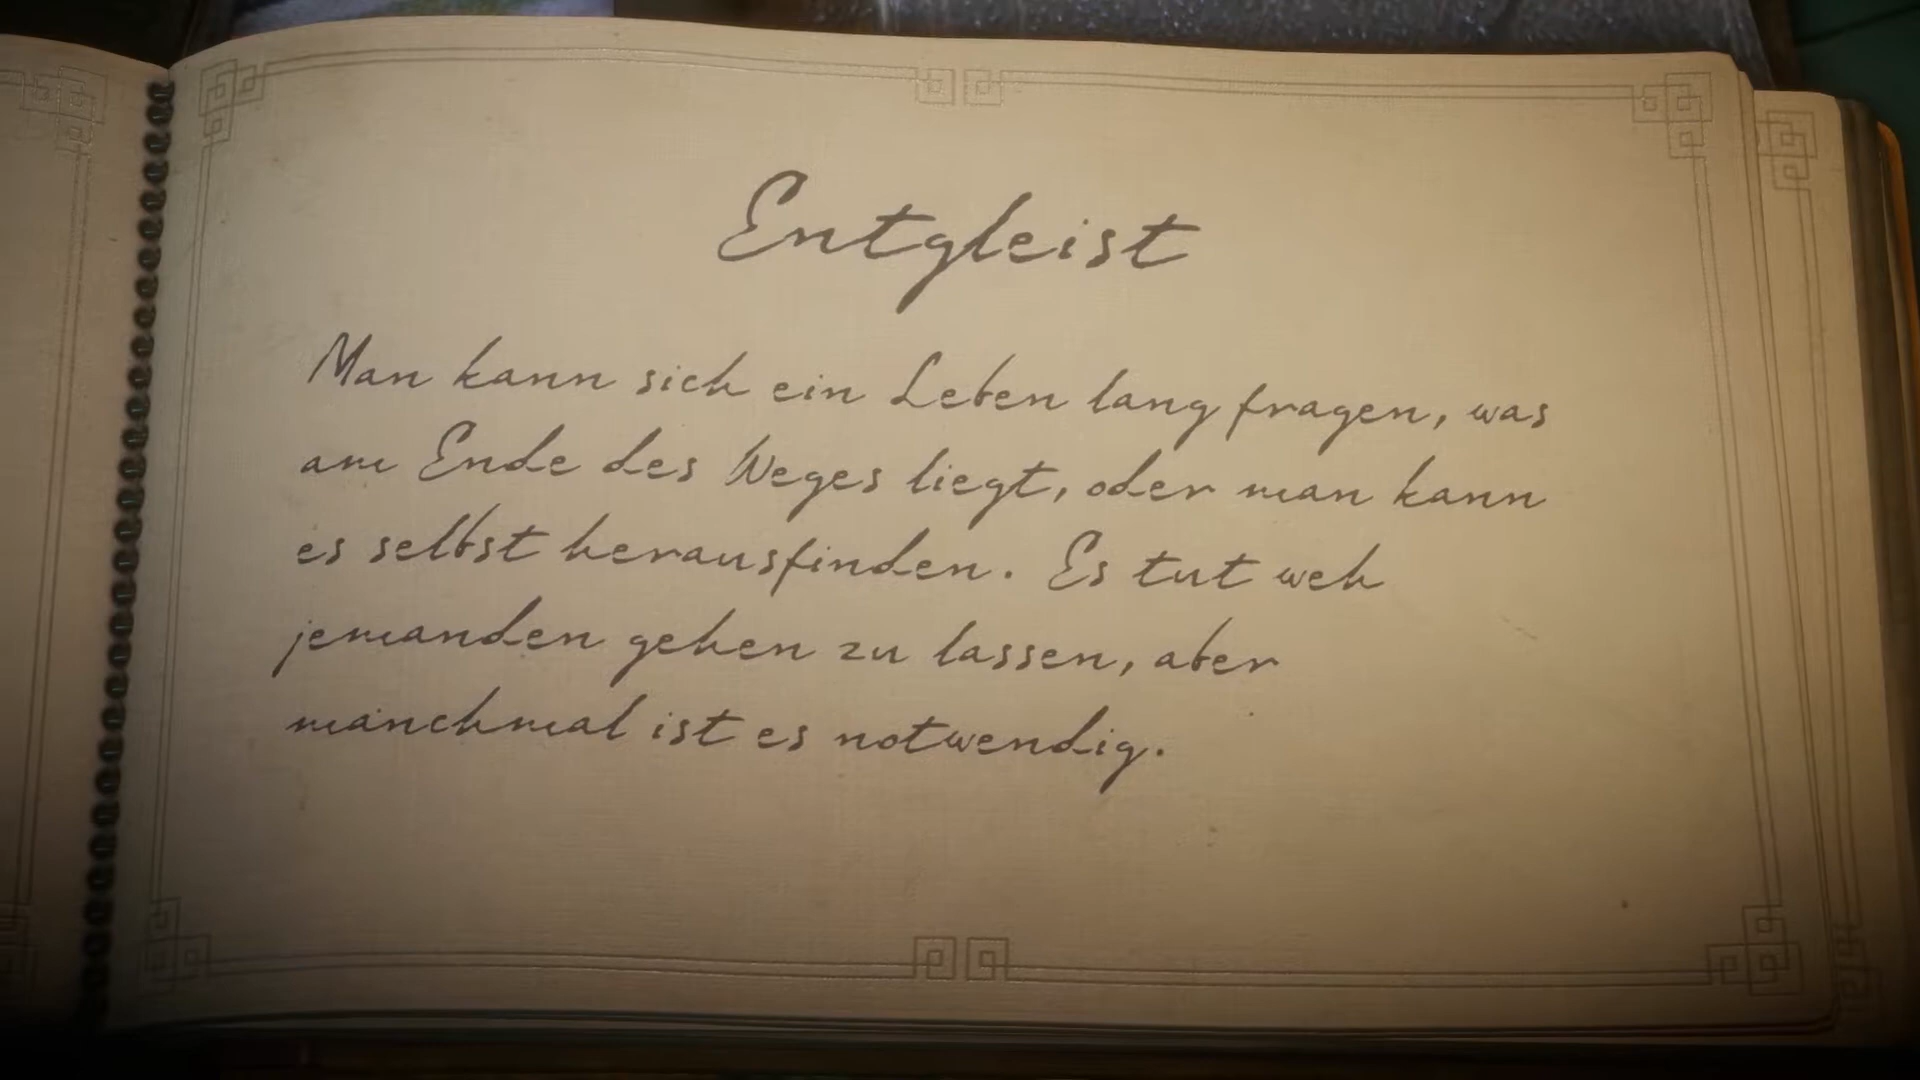 Entgleist
Man kann sich ein Leben lang fragen, was
am Ende des Weges liegt, oder man kann
es selbst herausfinden. Es tut weh
jemanden gehen zu lassen, aber
manchmal ist es notwendig.